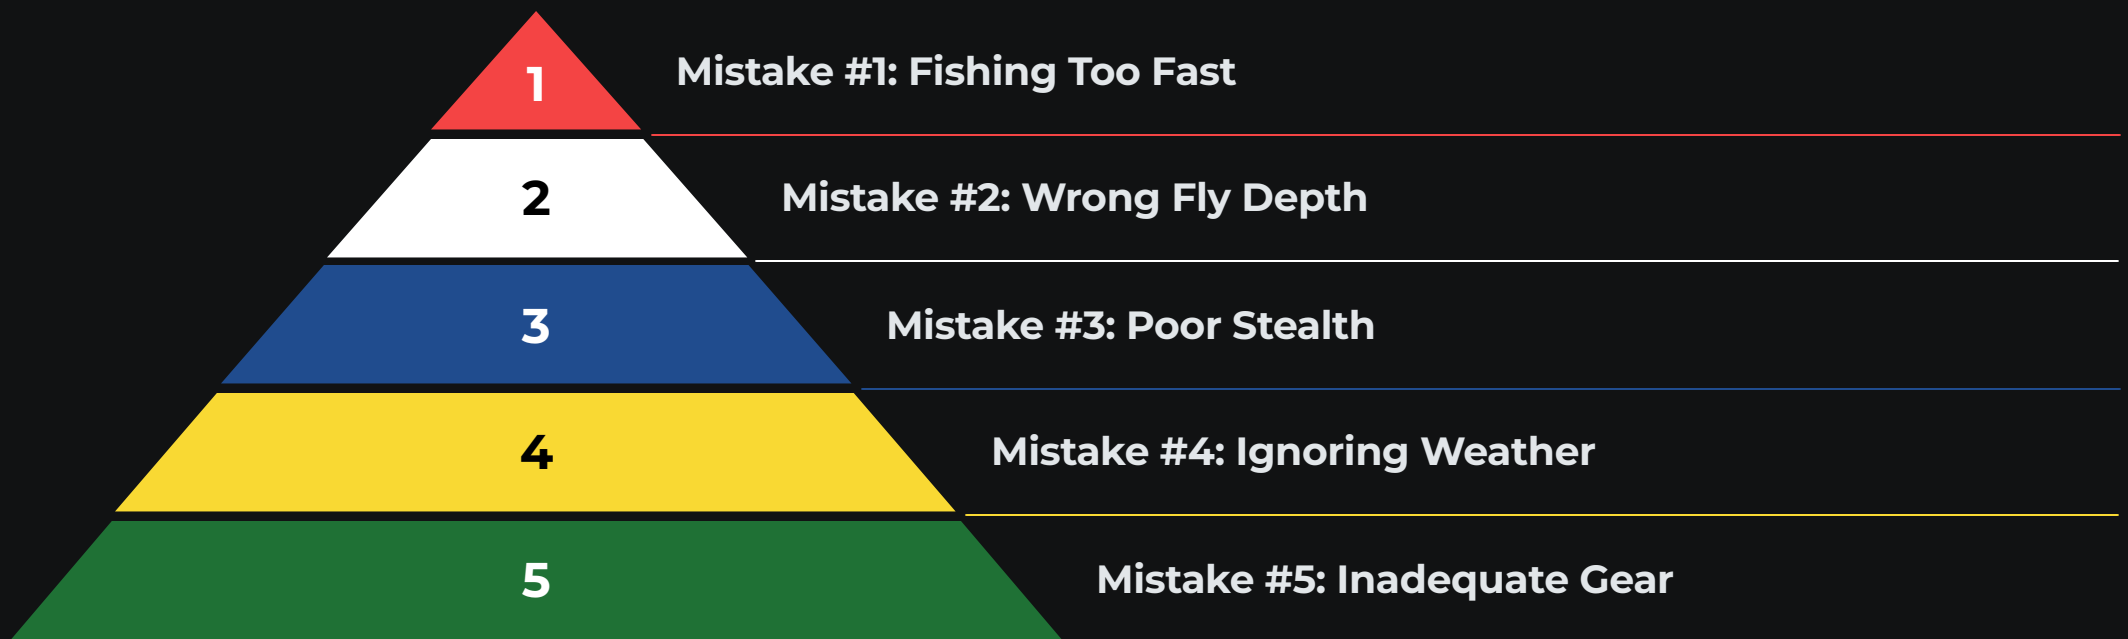 1
Mistake #1: Fishing Too Fast
2
Mistake #2: Wrong Fly Depth
3
Mistake #3: Poor Stealth
4
Mistake #4: Ignoring Weather
5
Mistake #5: Inadequate Gear